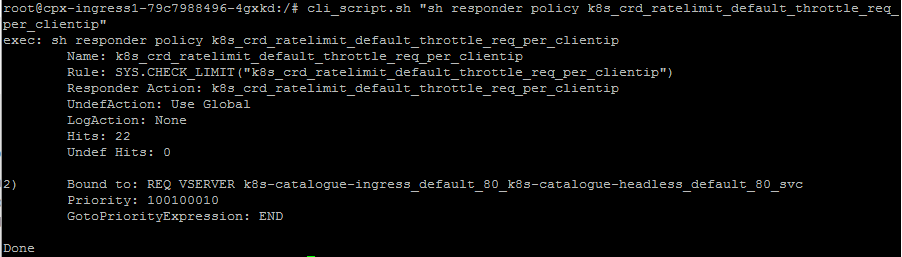 root@cpx-ingress1-79c7988496-4gxkd:/# cli_script.sh "sh responder policy k8s_crd_ratelimit_default_throttle_req_
per_clientip"
exec: sh responder policy k8s_crd_ratelimit_default_throttle_req_per_clientip
Name: k8s_crd_ratelimit_default_throttle_req_per_clientip
Rule: SYS.CHECK_LIMIT("k8s_crd_ratelimit_default_throttle_req_per_clientip")
Responder Action: k8s_crd_ratelimit_default_throttle_req_per_clientip
UndefAction: Use Global
LogAction: None
Hits: 22
Undef Hits: 0
2) Bound to: REQ VSERVER k8s-catalogue-ingress_default_80_k8s-catalogue-headless_default_80_svc
Priority: 100100010
GotoPriorityExpression: END
Done